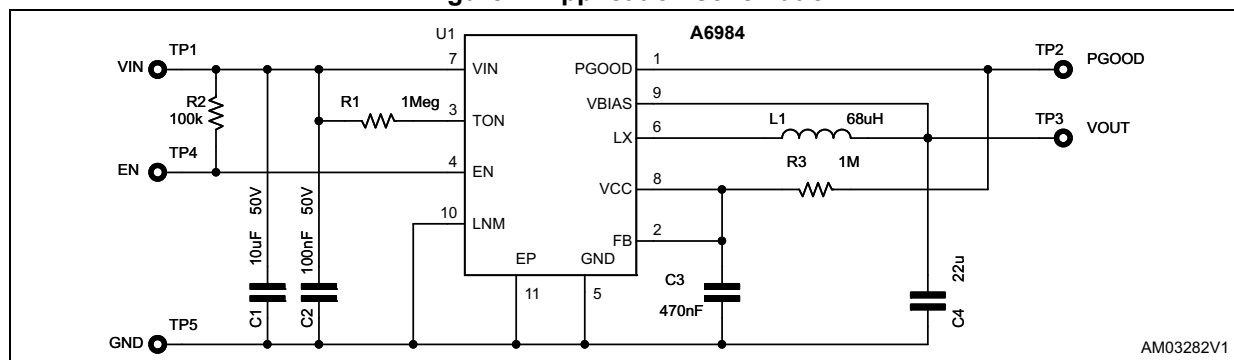 U1
A6984
TP1
VIN
7
VIN
PGOOD
1
TP2
PGOOD
R2
100k
R1
1Meg
3
TON
VBIAS
9
LX
6
L1
68uH
TP3
VOUT
TP4
EN
4
EN
R3
1M
VCC
8
10uF 50V
100nF 50V
10
LNM
FB
2
EP
GND
11
5
C3
470nF
22u
C1
C2
C4
TP5
GND
AM03282V1